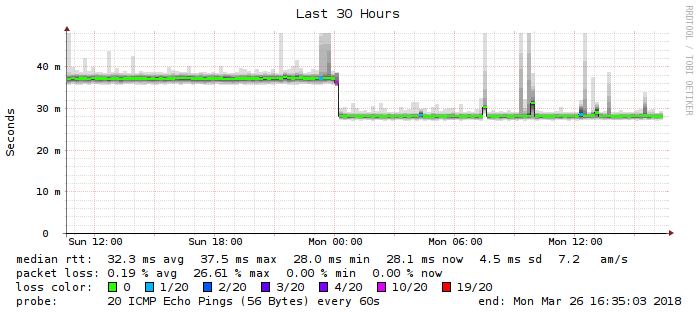 Last 30 Hours
RRDTOOL / TOBI OETIKER
Seconds
40 m
30 m
20 m
10 m
0
Sun 12:00 Sun 18:00 Mon 00:00 Mon 06:00 Mon 12:00
median rtt: 32.3 ms avg 37.5 ms max 28.0 ms min 28.1 ms now 4.5 ms sd 7.2 am/s
packet loss: 0.19 % avg 26.61 % max 0.00 % min 0.00 % now
loss color: 0 1/20 2/20 3/20 4/20 10/20 19/20
probe: 20 ICMP Echo Pings (56 Bytes) every 60s end: Mon Mar 26 16:35:03 2018